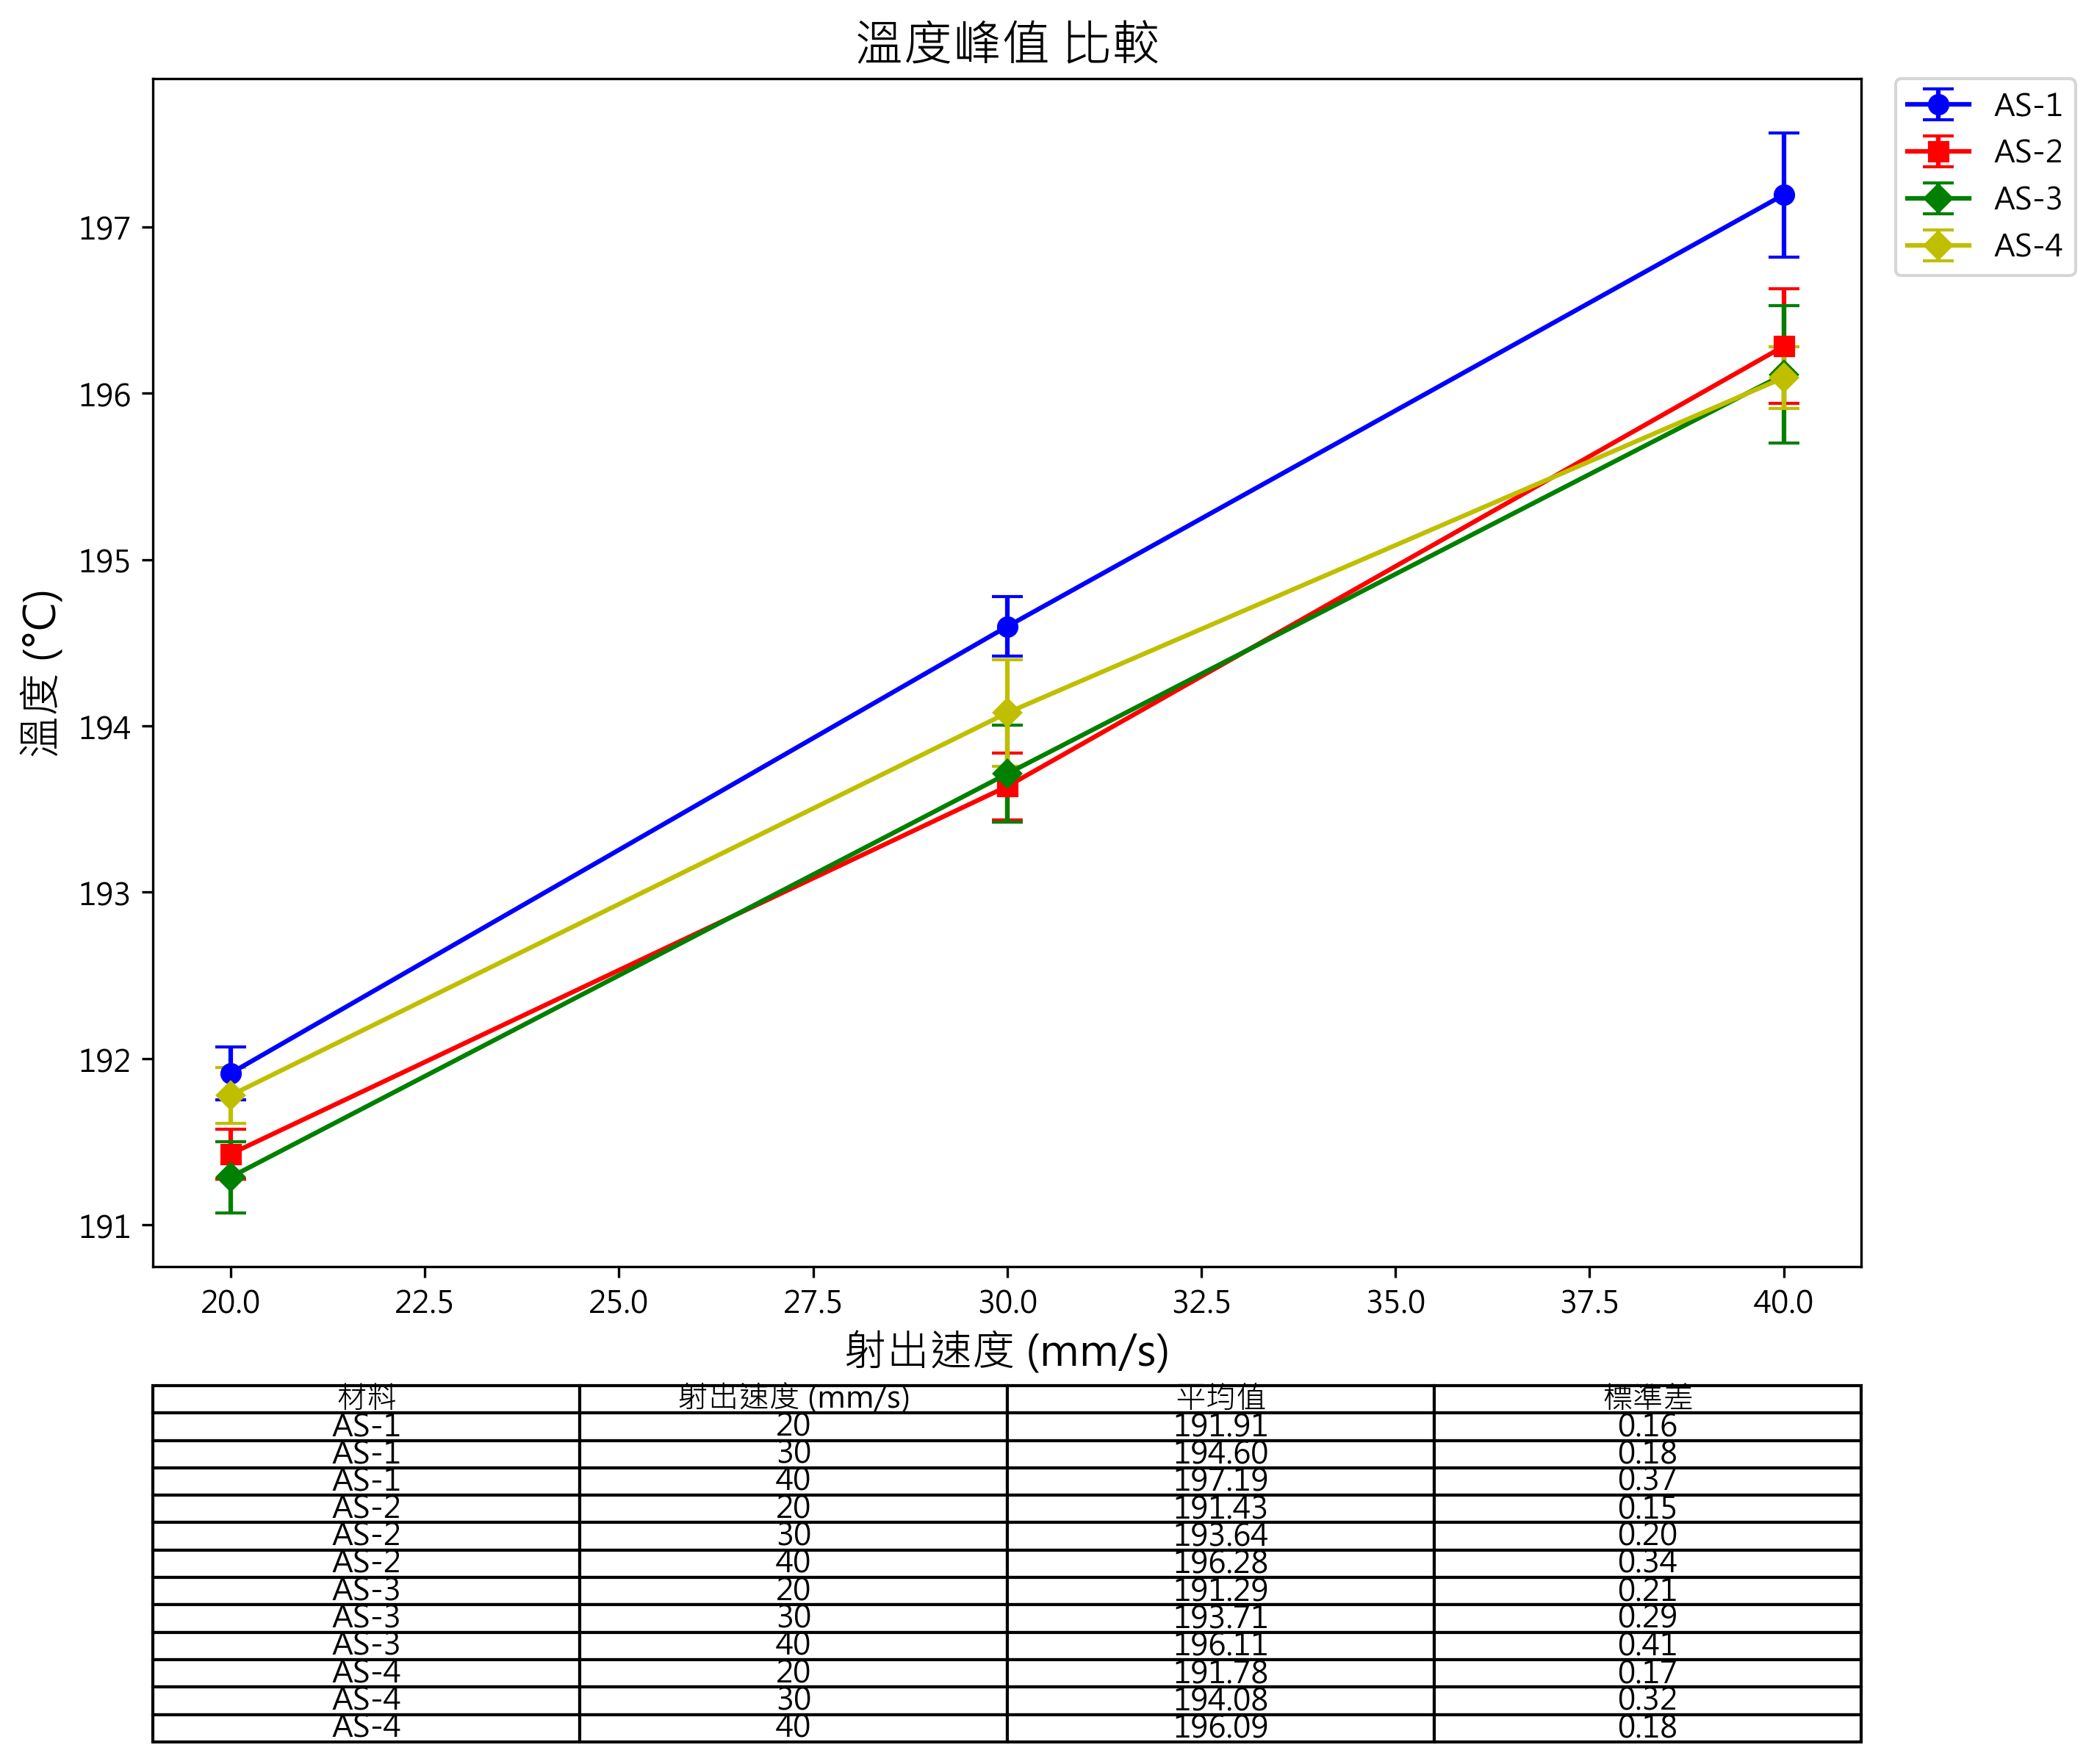 溫度峰值 比較
AS-1
AS-2
AS-3
AS-4
197
196
195
194
193
192
191
溫度 (°C)
20.0 22.5 25.0 27.5 30.0 32.5 35.0 37.5 40.0
射出速度 (mm/s)
材料 射出速度 (mm/s) 平均值 標準差
AS-1 20 191.91 0.16
AS-1 30 194.60 0.18
AS-1 40 197.19 0.37
AS-2 20 191.43 0.15
AS-2 30 193.64 0.20
AS-2 40 196.28 0.34
AS-3 20 191.29 0.21
AS-3 30 193.71 0.29
AS-3 40 196.11 0.41
AS-4 20 191.78 0.17
AS-4 30 194.08 0.32
AS-4 40 196.09 0.18